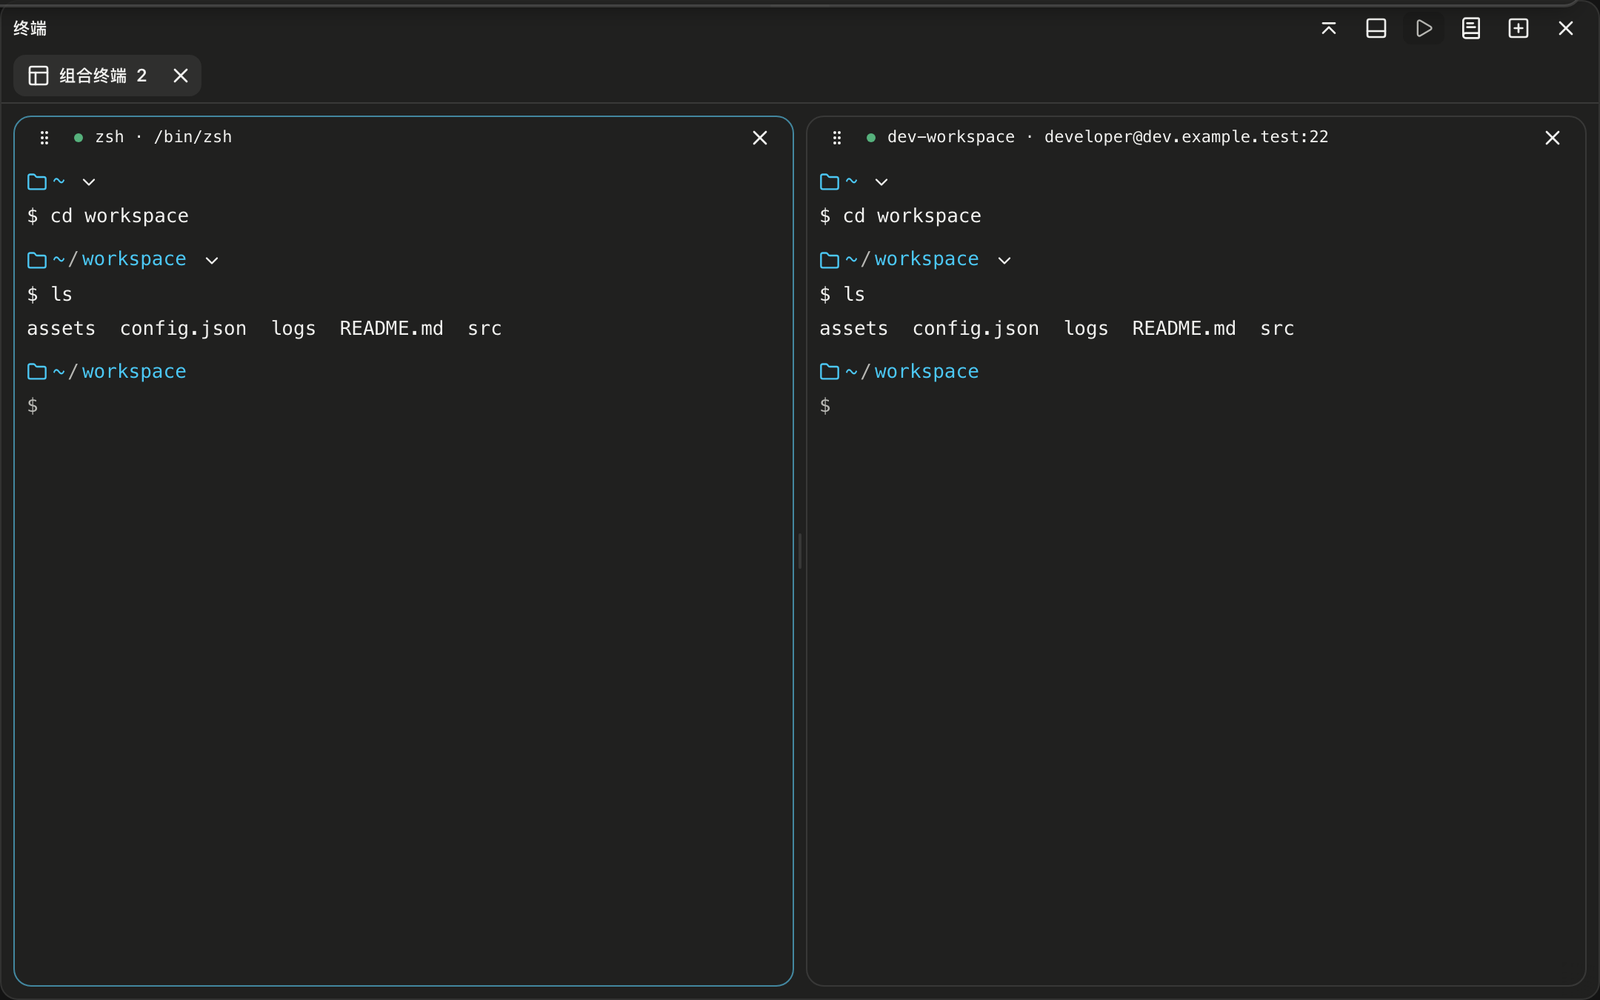 终端
组合终端 2
zsh · /bin/zsh
~
$ cd workspace
~/workspace
$ ls
assets  config.json  logs  README.md  src
~/workspace
$
dev-workspace · developer@dev.example.test:22
~
$ cd workspace
~/workspace
$ ls
assets  config.json  logs  README.md  src
~/workspace
$